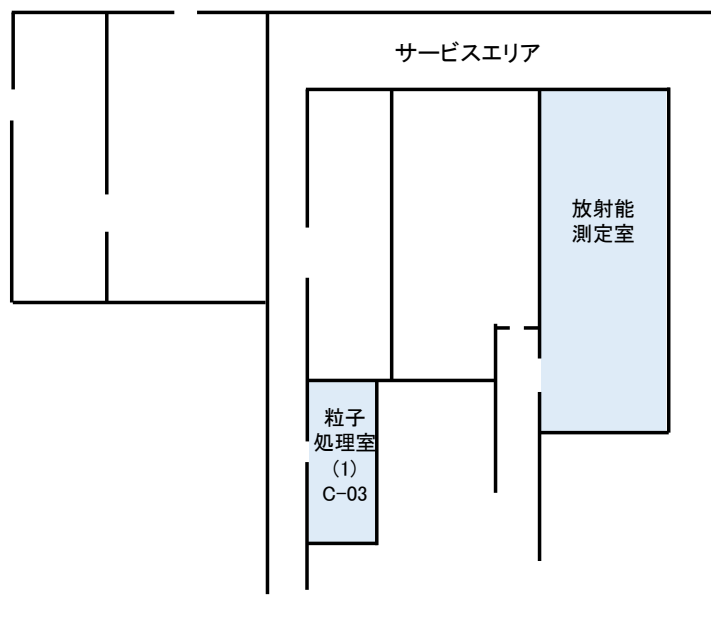 サービスエリア
放射能
測定室
粒子
処理室
(1)
C-03